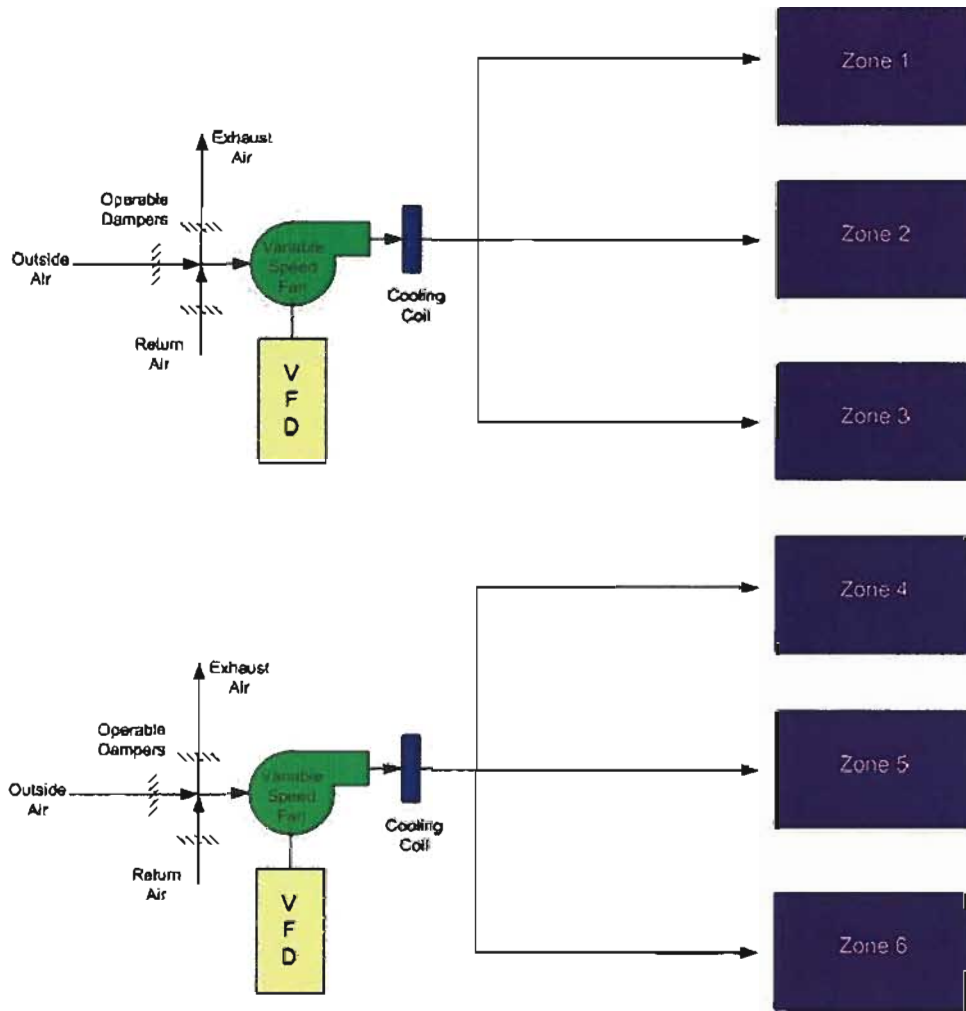 Zone 1
Exhaust
Air
Operable
Dampers
Zone 2
Variable
Speed
Fan
Outside
Air
Cooling
Coil
Return
Air
V
F
D
Zone 3
Zone 4
Exhaust
Air
Operable
Dampers
Zone 5
Variable
Speed
Fan
Outside
Air
Cooling
Coil
Return
Air
V
F
D
Zone 6